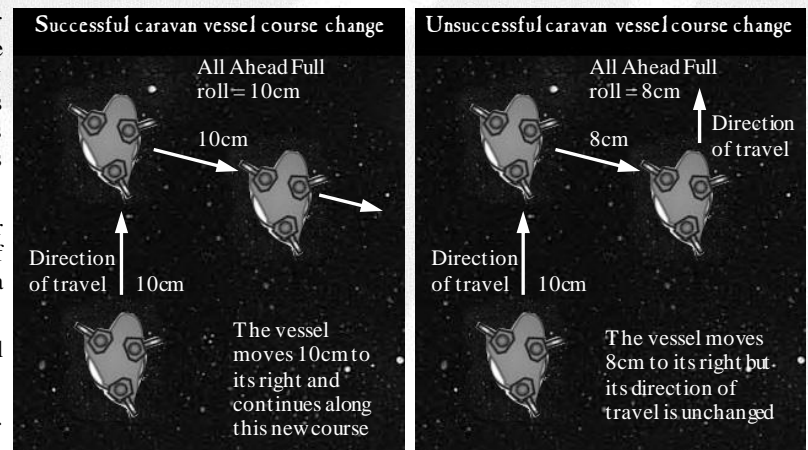 Successful caravan vessel course change
All Ahead Full
roll = 10cm
10cm
Direction
of travel
10cm
The vessel
moves 10cm to
its right and
continues along
this new course
Unsuccessful caravan vessel course change
All Ahead Full
roll = 8cm
Direction
of travel
8cm
10cm
Direction
of travel
The vessel moves
8cm to its right but
its direction of
travel is unchanged